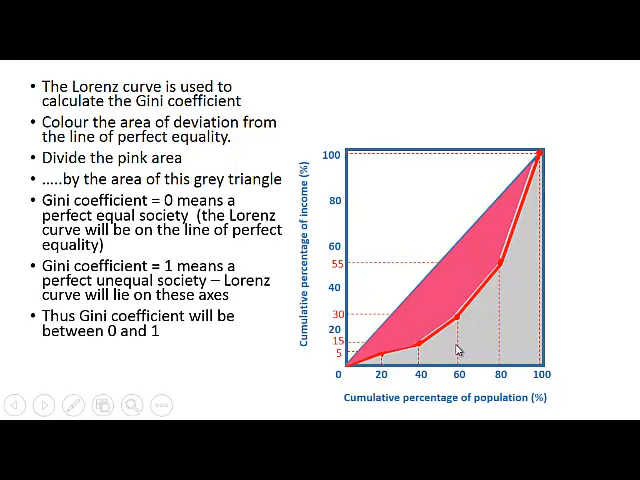 • The Lorenz curve is used to
calculate the Gini coefficient
• Colour the area of deviation from
the line of perfect equality.
• Divide the pink area
• .....by the area of this grey triangle
• Gini coefficient = 0 means a
perfect equal society (the Lorenz
curve will be on the line of perfect
equality)
• Gini coefficient = 1 means a
perfect unequal society – Lorenz
curve will lie on these axes
• Thus Gini coefficient will be
between 0 and 1
Cumulative percentage of income (%)
100
80
60
55
40
30
20
15
5
0 20 40 60 80 100
Cumulative percentage of population (%)